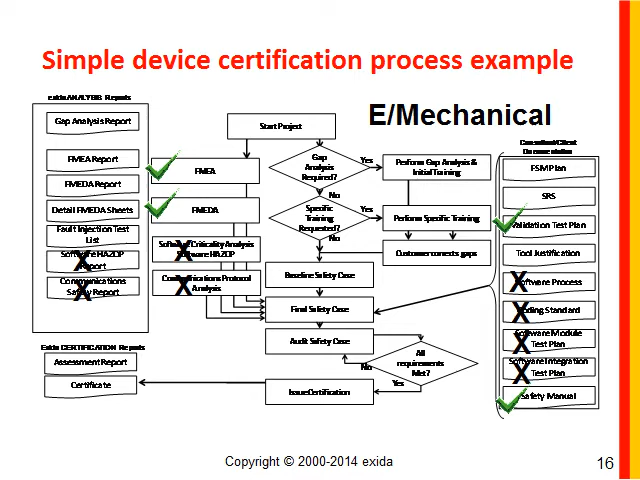 Simple device certification process example
exida ANALYSIS Reports
E/Mechanical
Gap Analysis Report
FMEA Report
FMEDA Report
Detail FMEDA Sheets
Fault Injection Test
List
Software HAZOP
Report
Communications
Safety Report
FMEA
FMEDA
Software Criticality Analysis
Software HAZOP
Communications Protocol
Analysis
Start Project
Gap
Analysis
Required?
Yes
No
Perform Gap Analysis &
Initial Training
Specific
Training
Requested?
Yes
No
Perform Specific Training
Customer corrects gaps
Baseline Safety Case
Final Safety Case
Audit Safety Case
All
requirements
Met?
No
Yes
Issue Certification
Consultant/Client
Documentation
FSM Plan
SRS
Validation Test Plan
Tool Justification
Software Process
Coding Standard
Software Module
Test Plan
Software Integration
Test Plan
Safety Manual
Exida CERTIFICATION Reports
Assessment Report
Certificate
Copyright © 2000-2014 exida
16